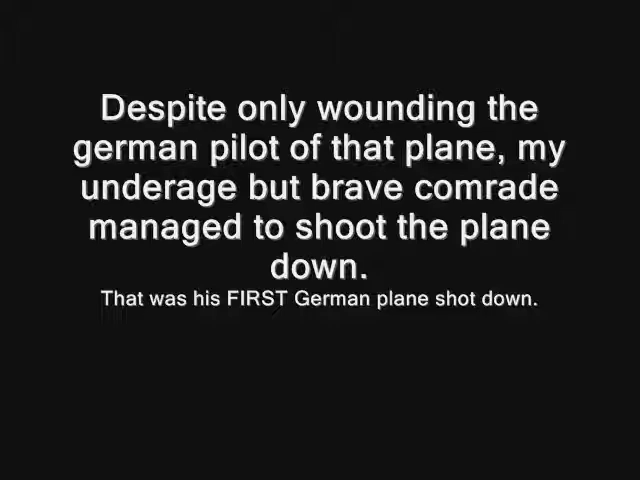 Despite only wounding the
german pilot of that plane, my
underage but brave comrade
managed to shoot the plane
down.
That was his FIRST German plane shot down.